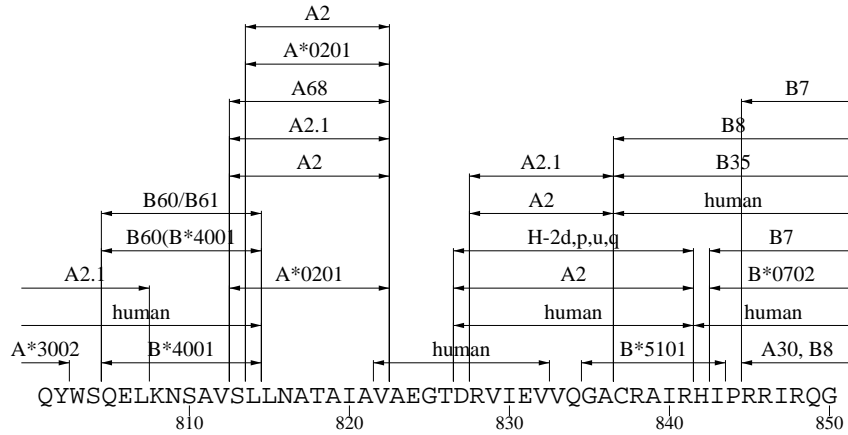 A2
A*0201
A68 B7
A2.1 B8
A2 A2.1 B35
B60/B61 A2 human
B60(B*4001 H-2d,p,u,q B7
A2.1 A*0201 A2 B*0702
human human human
A*3002 B*4001 human B*5101 A30, B8
QYWSQELKNSAVSLLNATAIAVAEGTDRVIEVVQGACRAIRHIPRRIRQG
810 820 830 840 850